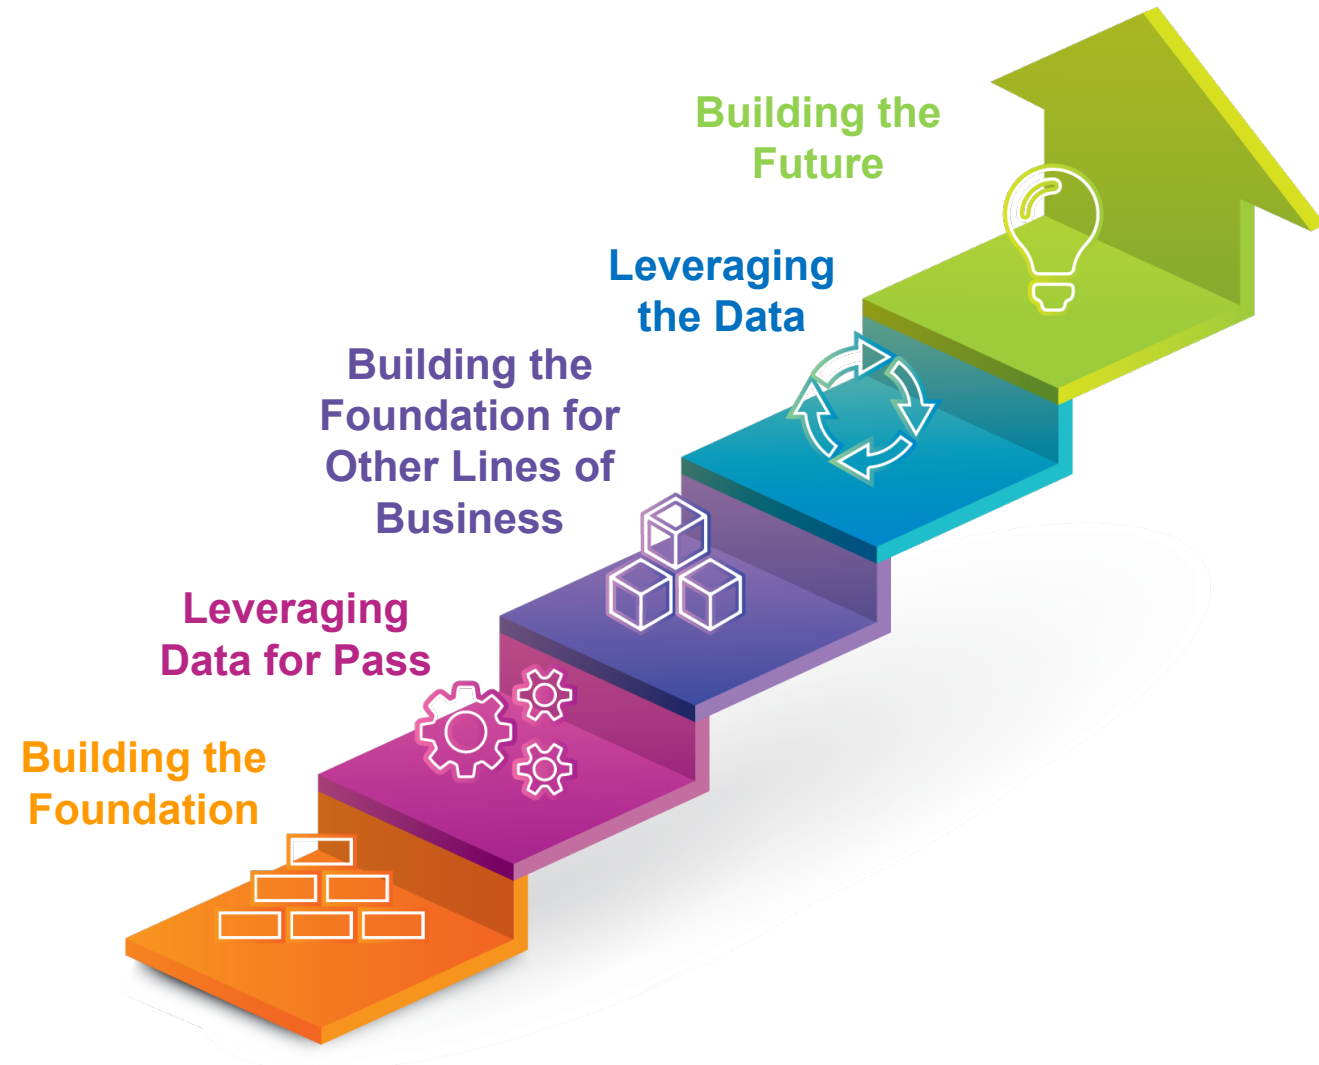 Building the
Future
Leveraging
the Data
Building the
Foundation for
Other Lines of
Business
Leveraging
Data for Pass
Building the
Foundation